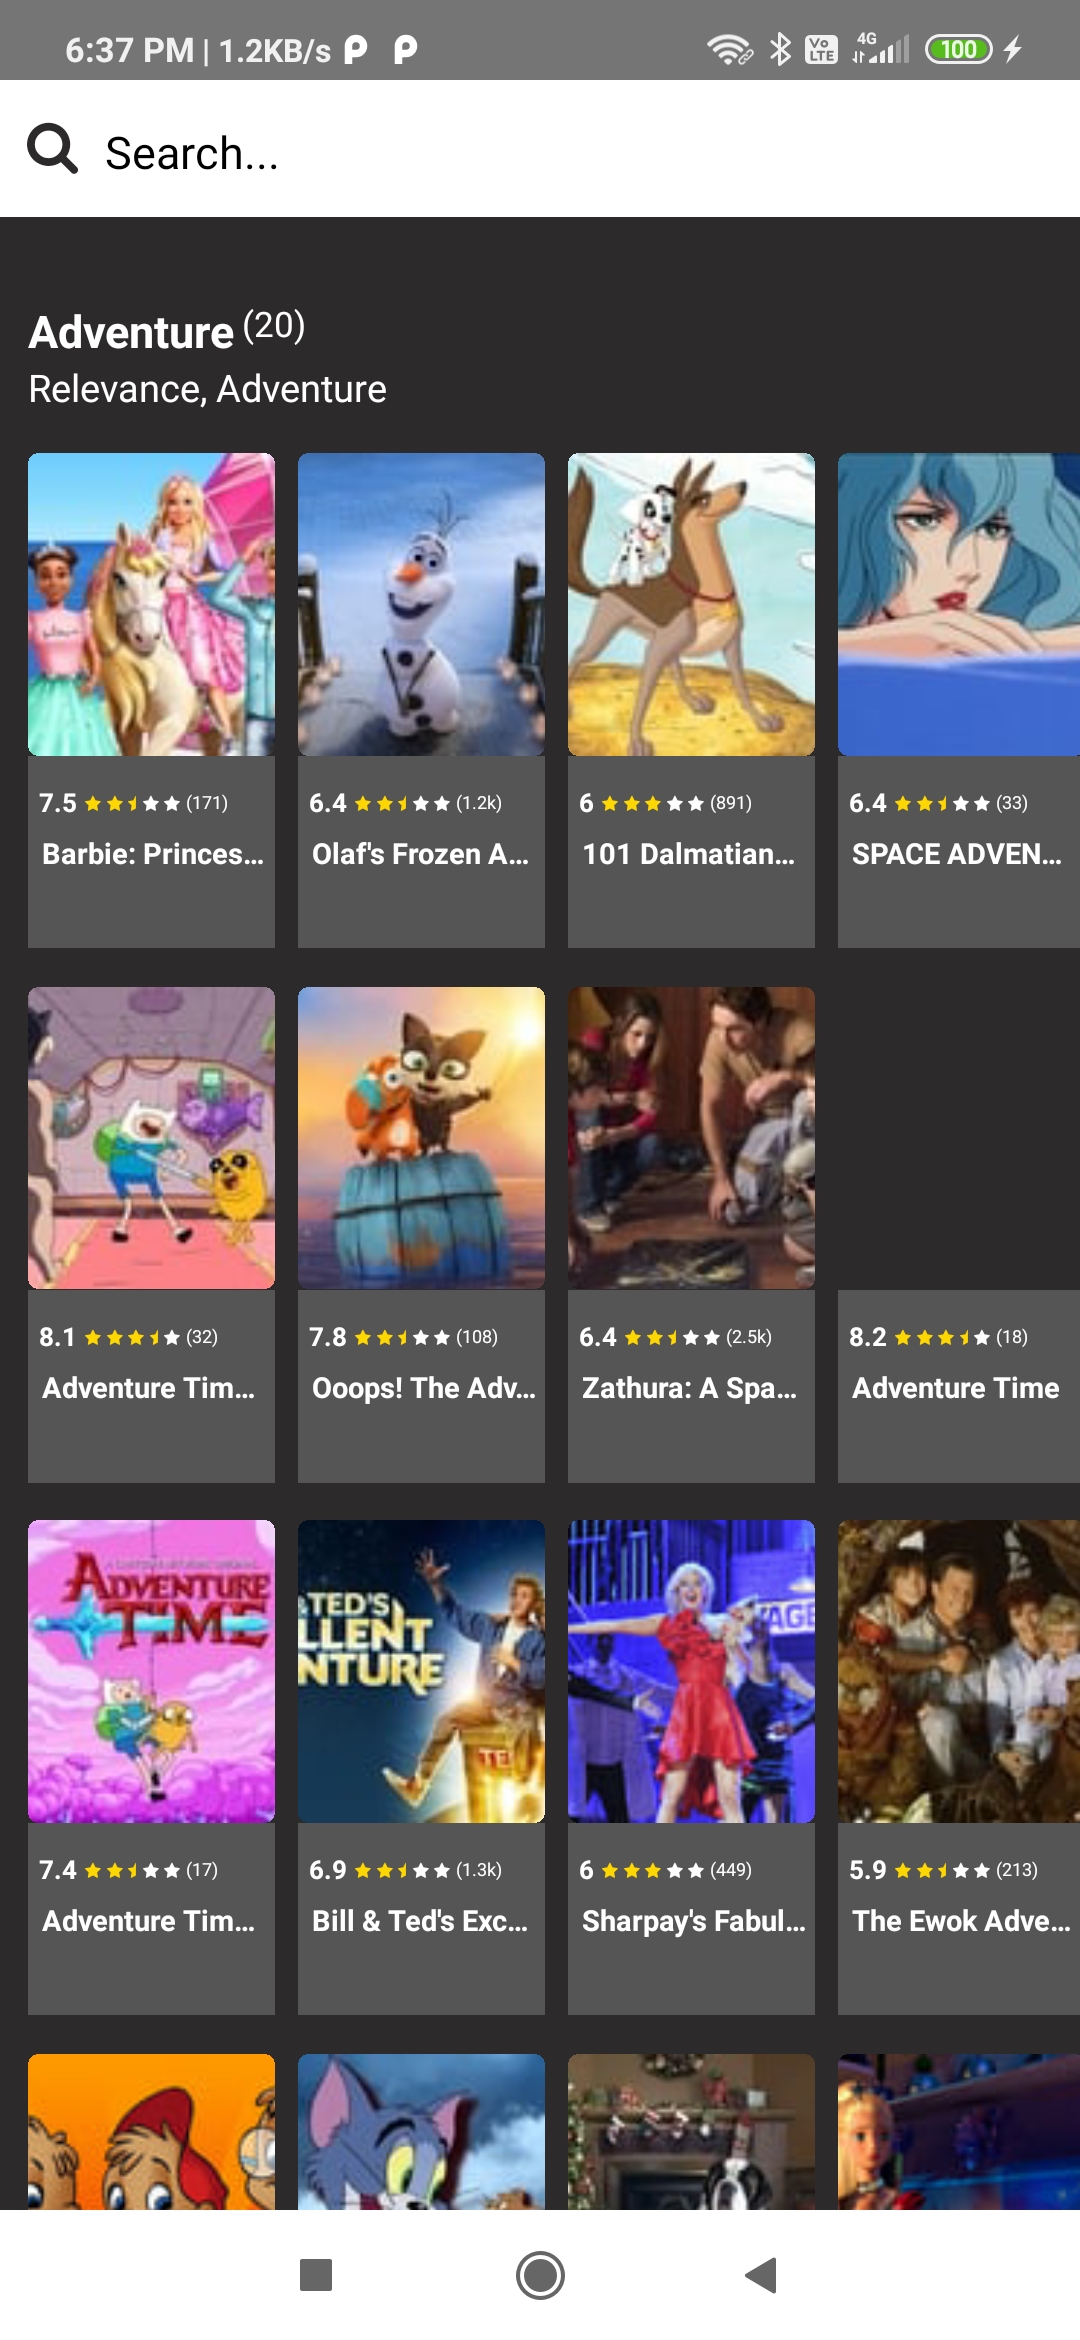 6:37 PM | 1.2KB/s
Vo LTE 4G 100
Search...
Adventure (20)
Relevance, Adventure
7.5 (171)
Barbie: Princes...
6.4 (1.2k)
Olaf's Frozen A...
6 (891)
101 Dalmatian...
6.4 (33)
SPACE ADVEN...
8.1 (32)
Adventure Tim...
7.8 (108)
Ooops! The Adv...
6.4 (2.5k)
Zathura: A Spa...
8.2 (18)
Adventure Time
ADVENTURE
TIME
& TED'S
LLENT
NTURE
AGE
7.4 (17)
Adventure Tim...
6.9 (1.3k)
Bill & Ted's Exc...
6 (449)
Sharpay's Fabul...
5.9 (213)
The Ewok Adve...